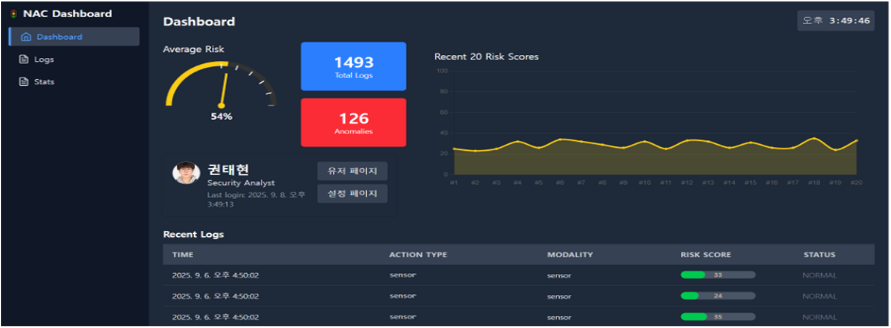 NAC Dashboard
Dashboard
Logs
Stats
Dashboard
오후 3:49:46
Average Risk
54%
1493
Total Logs
126
Anomalies
권태현
Security Analyst
Last login: 2025. 9. 8. 오후
3:49:13
유저 페이지
설정 페이지
Recent 20 Risk Scores
100
80
60
40
20
0
#1 #2 #3 #4 #5 #6 #7 #8 #9 #10 #11 #12 #13 #14 #15 #16 #17 #18 #19 #20
Recent Logs
TIME ACTION TYPE MODALITY RISK SCORE STATUS
2025. 9. 6. 오후 4:50:02 sensor sensor 33 NORMAL
2025. 9. 6. 오후 4:50:02 sensor sensor 24 NORMAL
2025. 9. 6. 오후 4:50:02 sensor sensor 35 NORMAL